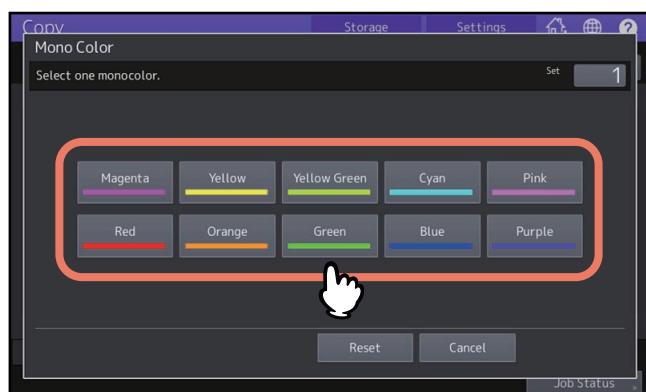 Copy Storage Settings
Mono Color
Select one monocolor. Set 1
Magenta Yellow Yellow Green Cyan Pink
Red Orange Green Blue Purple
Reset Cancel
Job Status